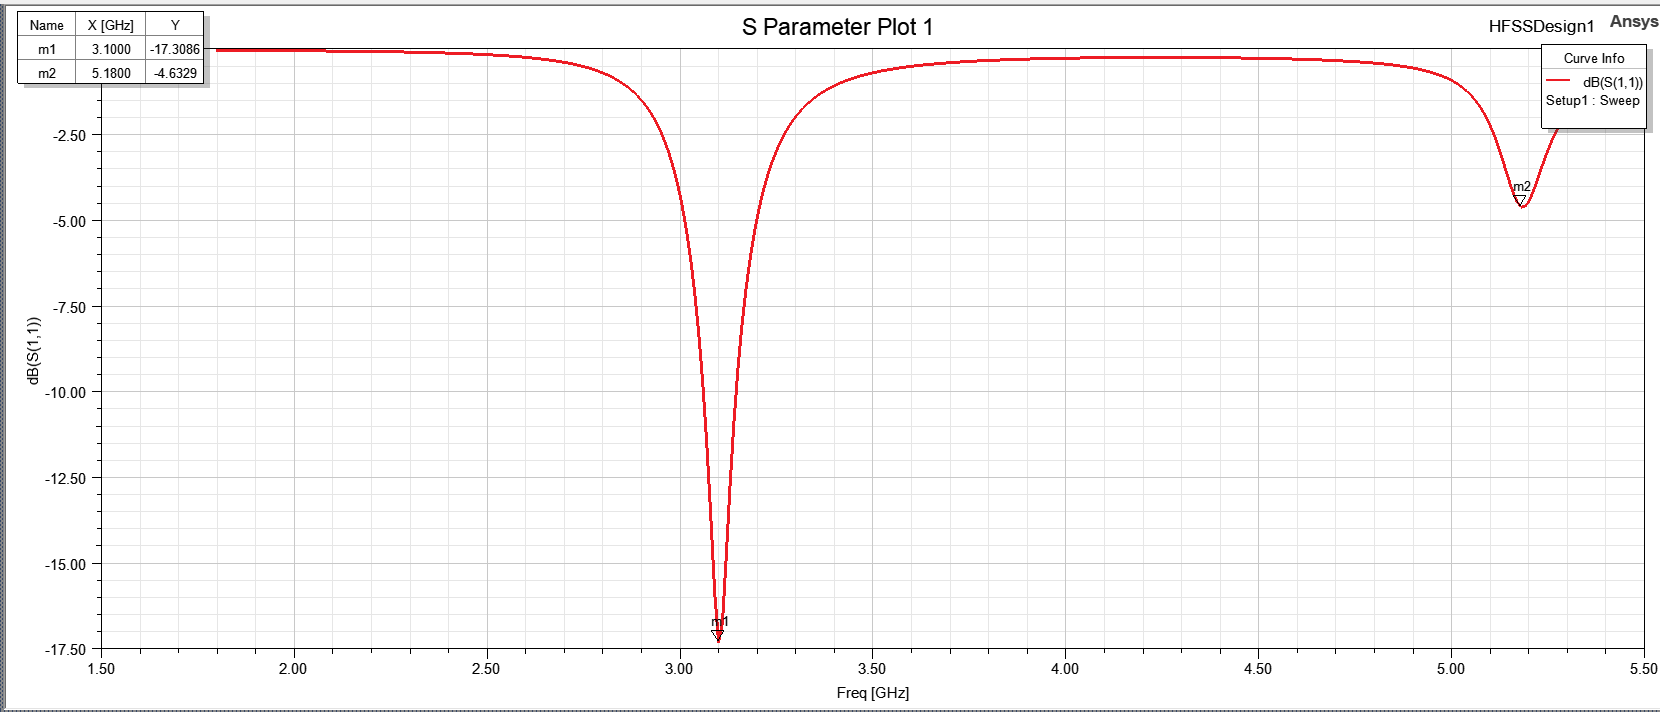 Name X [GHz] Y
m1 3.1000 -17.3086
m2 5.1800 -4.6329
S Parameter Plot 1
HFSSDesign1
Ansys
Curve Info
dB(S(1,1))
Setup1 : Sweep
-2.50
-5.00
-7.50
-10.00
-12.50
-15.00
-17.50
dB(S(1,1))
m2
m1
1.50 2.00 2.50 3.00 3.50 4.00 4.50 5.00 5.50
Freq [GHz]